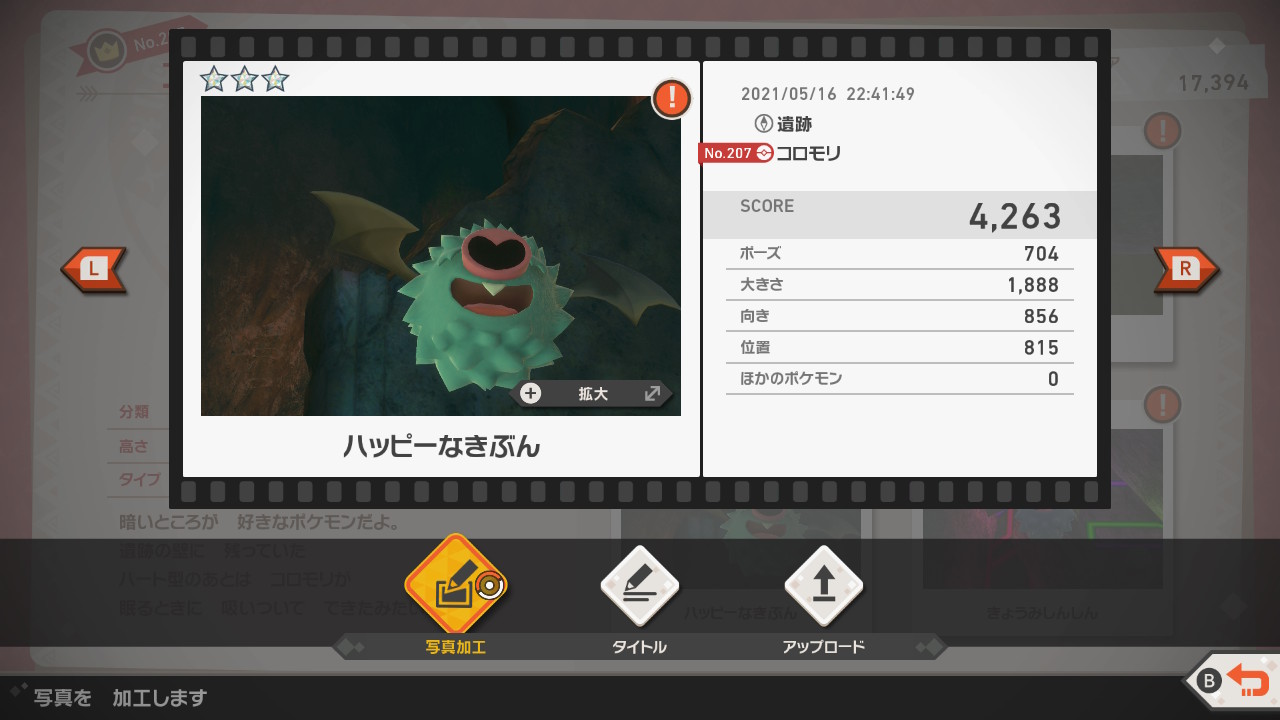 No.2
17,394
2021/05/16 22:41:49
遺跡
No.207 コロモリ
SCORE 4,263
ポーズ 704
大きさ 1,888
向き 856
位置 815
ほかのポケモン 0
L
R
+ 拡大
ハッピーなきぶん
分類
高さ
タイプ
暗いところが 好きなポケモンだよ。
遺跡の壁に 残っていた
ハート型のあとは コロモリが
眠るときに 吸いついて できたみた
ハッピーなきぶん
きょうみしんしん
写真加工
タイトル
アップロード
写真を 加工します
B